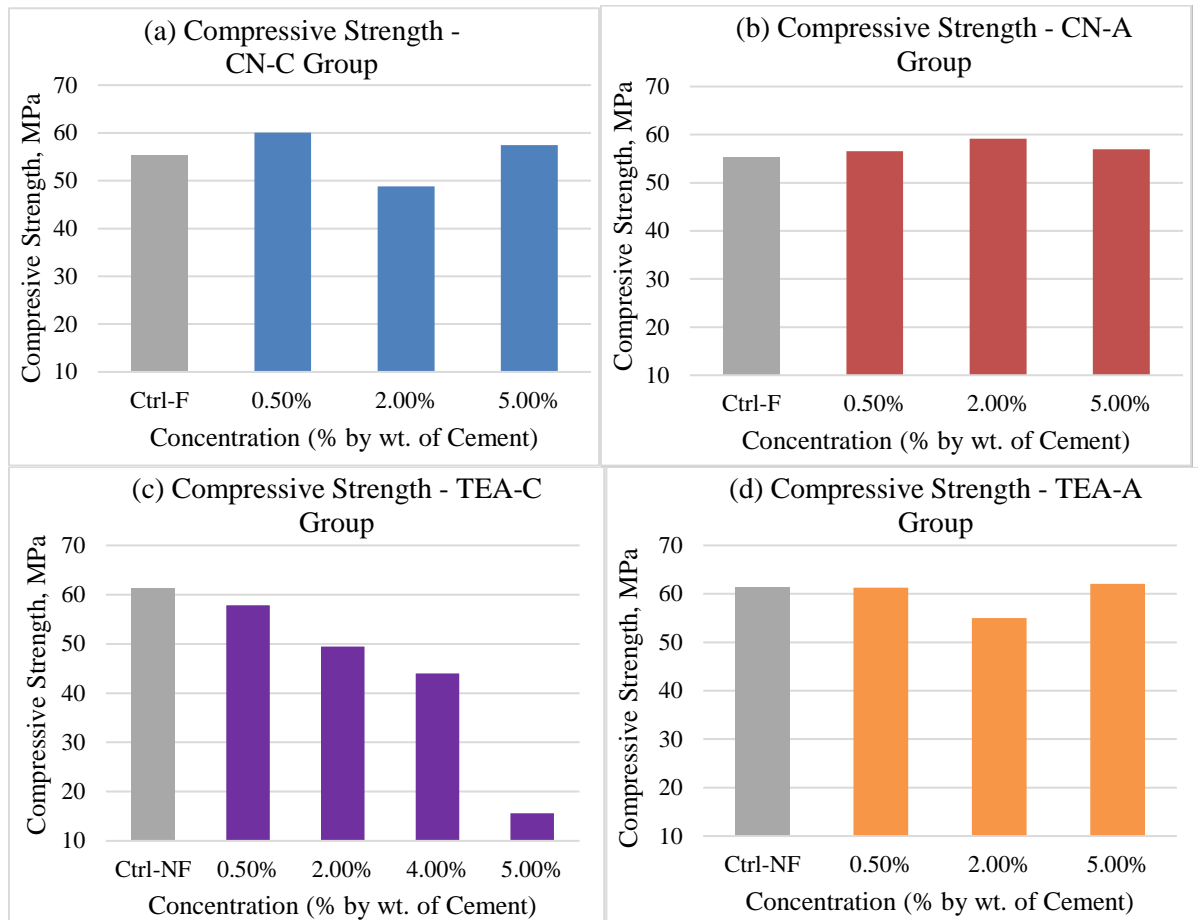 (a) Compressive Strength -
CN-C Group
Compresive Strength, MPa
70
60
50
40
30
20
10
Ctrl-F 0.50% 2.00% 5.00%
Concentration (% by wt. of Cement)
(b) Compressive Strength - CN-A
Group
Compressive Strength, MPa
70
60
50
40
30
20
10
Ctrl-F 0.50% 2.00% 5.00%
Concentration (% by wt. of Cement)
(c) Compressive Strength - TEA-C
Group
Compressive Strength, MPa
70
60
50
40
30
20
10
Ctrl-NF 0.50% 2.00% 4.00% 5.00%
Concentration (% by wt. of Cement)
(d) Compressive Strength - TEA-A
Group
Compressive Strength, MPa
70
60
50
40
30
20
10
Ctrl-NF 0.50% 2.00% 5.00%
Concentration (% by wt. of Cement)